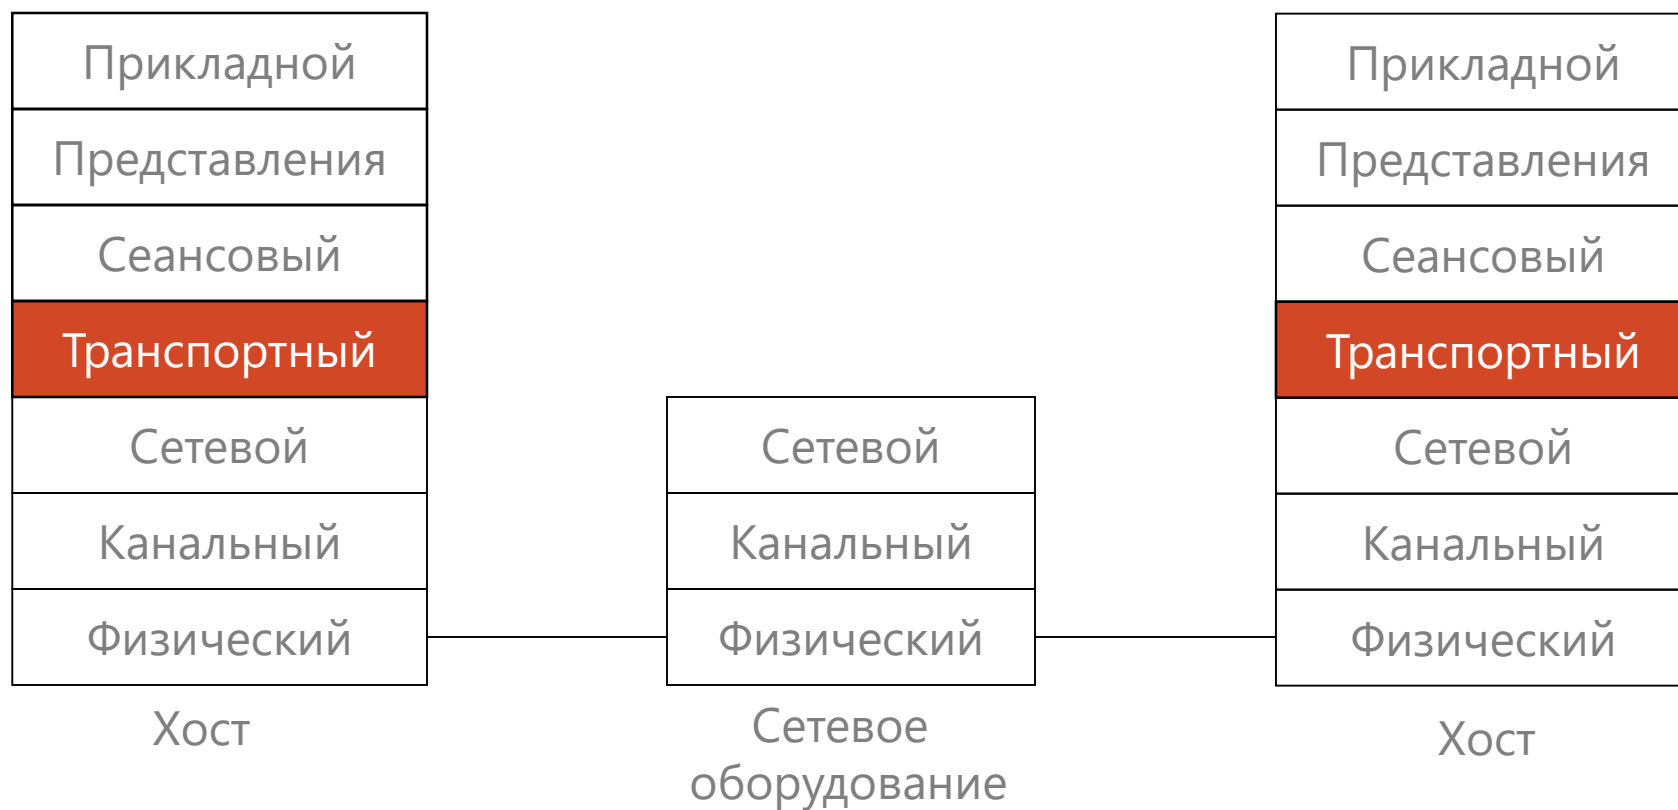 Прикладной
Представления
Сеансовый
Транспортный
Сетевой
Канальный
Физический
Хост
Сетевой
Канальный
Физический
Сетевое
оборудование
Прикладной
Представления
Сеансовый
Транспортный
Сетевой
Канальный
Физический
Хост